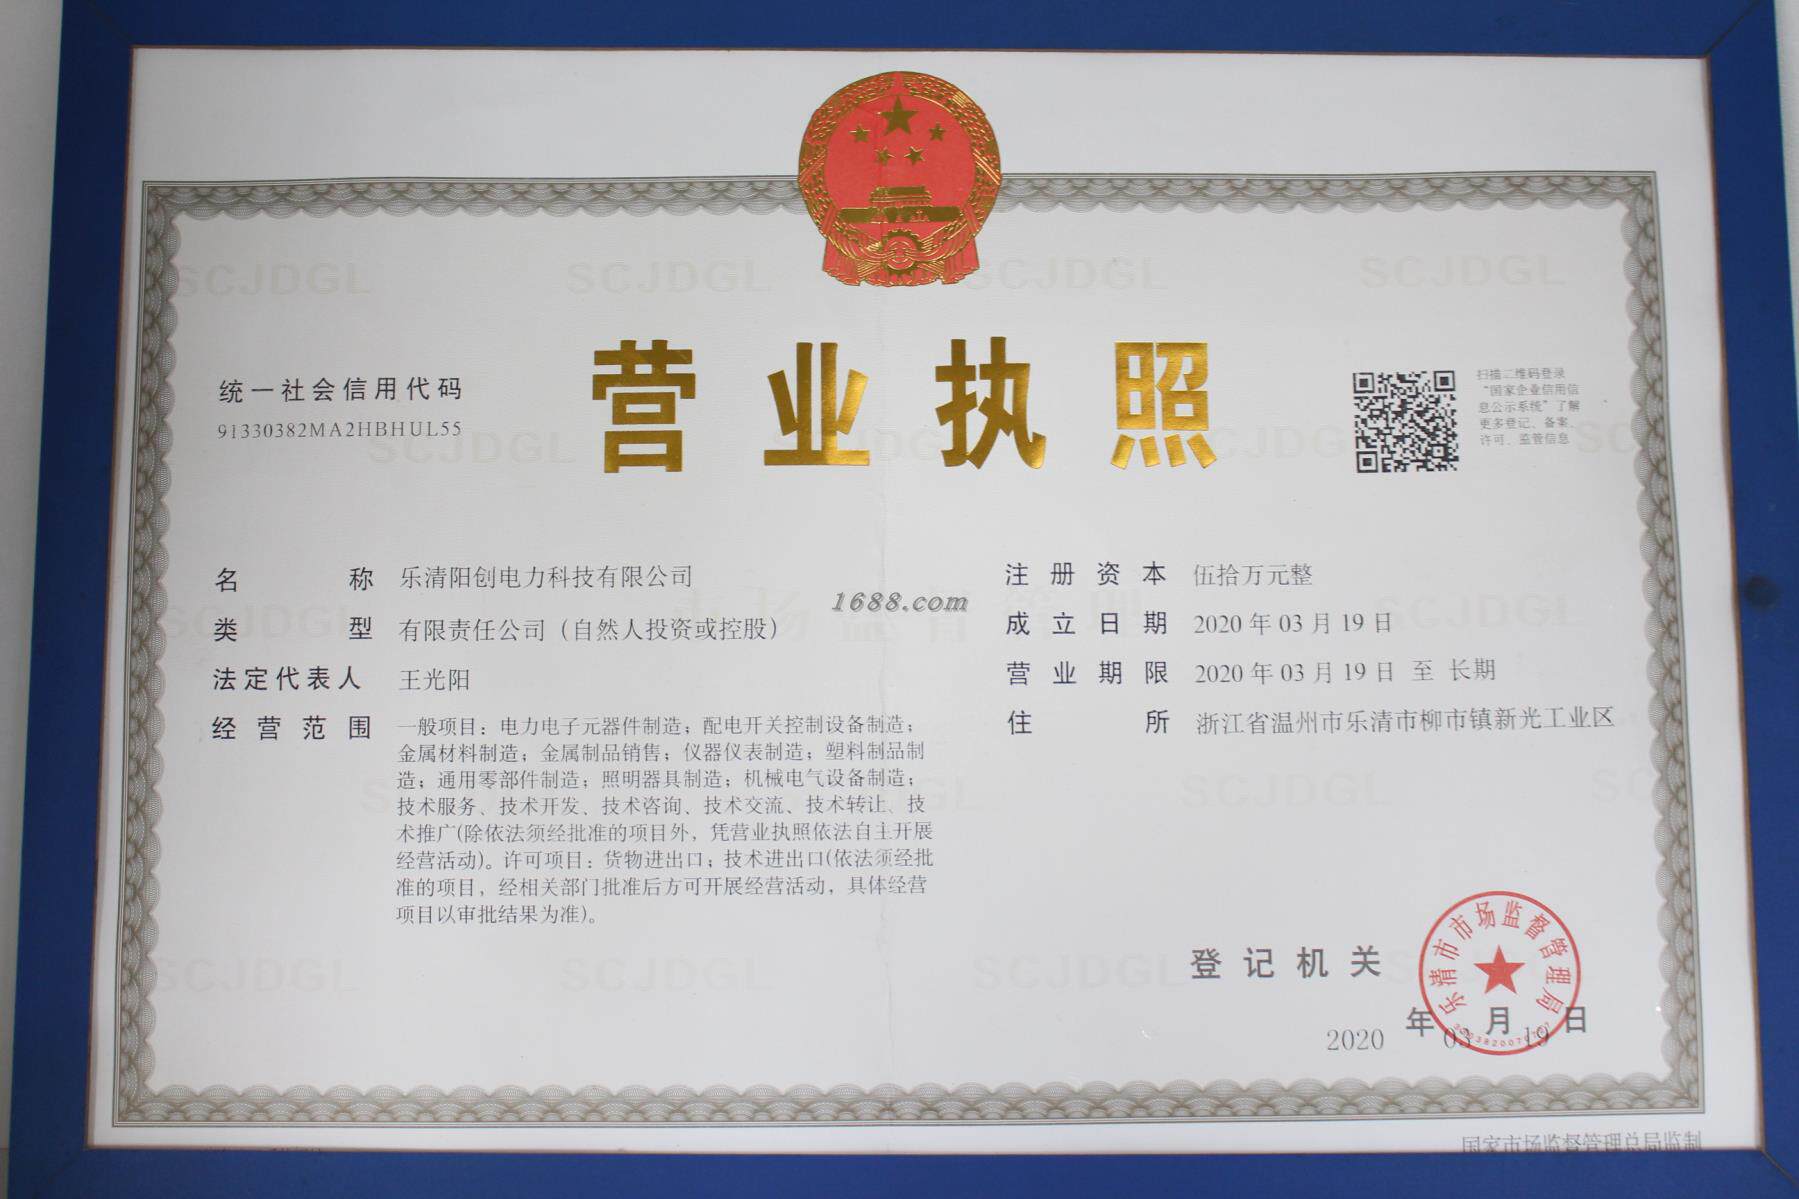 营业执照
统一社会信用代码
91330382MA2HBHUL55
扫描二维码登录
“国家企业信用信
息公示系统”了解
更多登记、备案、
许可、监管信息
名称 乐清阳创电力科技有限公司
类型 有限责任公司（自然人投资或控股）
法定代表人 王光阳
经营范围 一般项目：电力电子元器件制造；配电开关控制设备制造；
金属材料制造；金属制品销售；仪器仪表制造；塑料制品制
造；通用零部件制造；照明器具制造；机械电气设备制造；
技术服务、技术开发、技术咨询、技术交流、技术转让、技
术推广(除依法须经批准的项目外，凭营业执照依法自主开展
经营活动)。许可项目：货物进出口；技术进出口(依法须经批
准的项目，经相关部门批准后方可开展经营活动，具体经营
项目以审批结果为准)。
注册资本 伍拾万元整
成立日期 2020年03月19日
营业期限 2020年03月19日 至 长期
住所 浙江省温州市乐清市柳市镇新光工业区
1688.com
登记机关
乐清市市场监督管理局
2020年03月19日
国家市场监督管理总局监制
SCJDGL SCJDGL SCJDGL SCJDGL